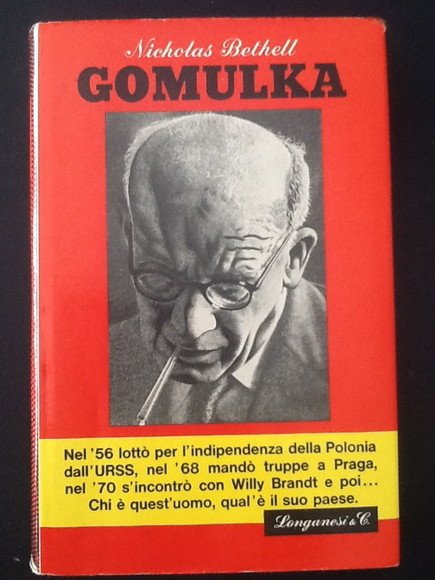 Nicholas Bethell
GOMULKA
Nel '56 lottò per l'indipendenza della Polonia
dall'URSS, nel '68 mandò truppe a Praga,
nel '70 s'incontrò con Willy Brandt e poi...
Chi è quest'uomo, qual'è il suo paese.
Longanesi & C.